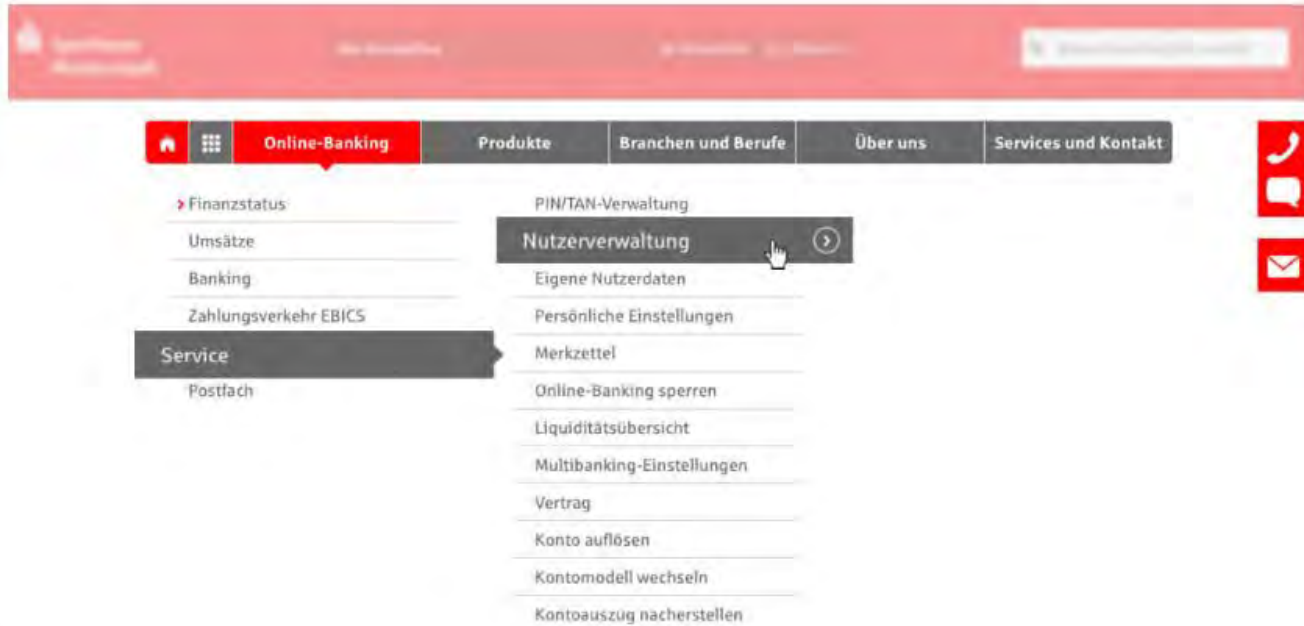 Online-Banking
Produkte
Branchen und Berufe
Über uns
Services und Kontakt
Finanzstatus
Umsätze
Banking
Zahlungsverkehr EBICS
Service
Postfach
PIN/TAN-Verwaltung
Nutzerverwaltung
Eigene Nutzerdaten
Persönliche Einstellungen
Merkzettel
Online-Banking sperren
Liquiditätsübersicht
Multibanking-Einstellungen
Vertrag
Konto auflösen
Kontomodell wechseln
Kontoauszug nacherstellen